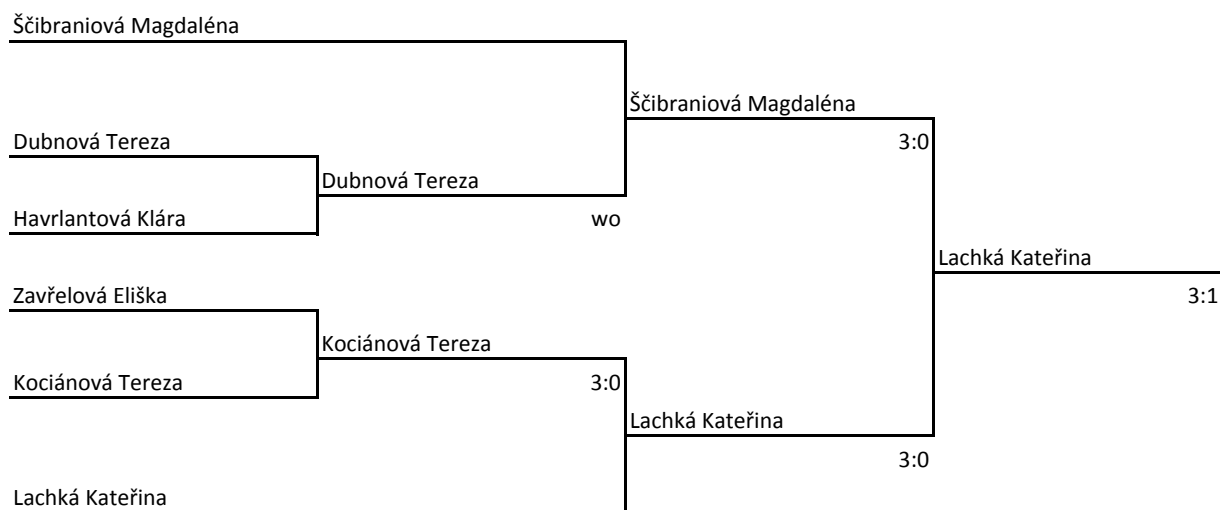 Ščibraniová Magdaléna
Ščibraniová Magdaléna
Dubnová Tereza
3:0
Dubnová Tereza
Havrlantová Klára
wo
Lachká Kateřina
Zavřelová Eliška
3:1
Kociánová Tereza
Kociánová Tereza
3:0
Lachká Kateřina
3:0
Lachká Kateřina